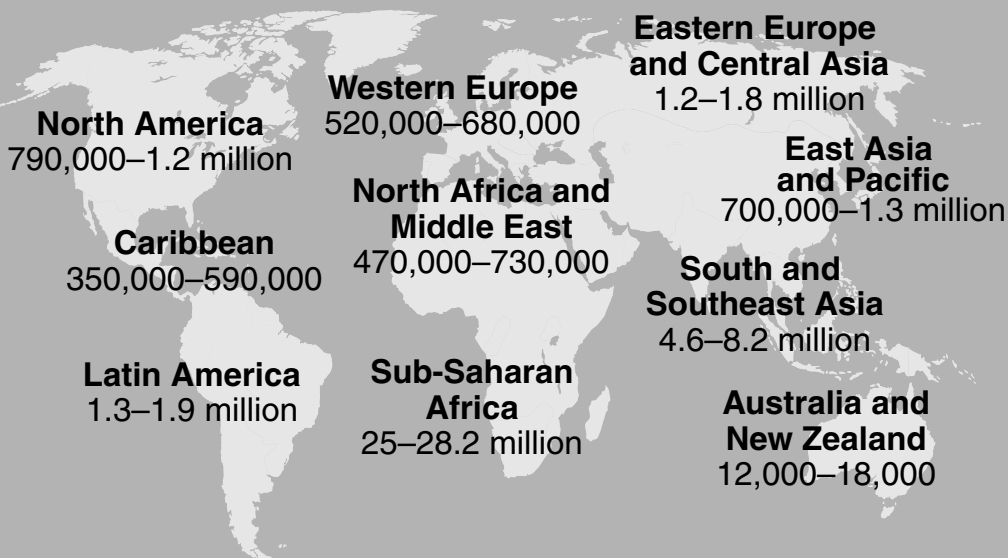 Eastern Europe
and Central Asia
1.2–1.8 million
Western Europe
520,000–680,000
North America
790,000–1.2 million
East Asia
and Pacific
700,000–1.3 million
North Africa and
Middle East
470,000–730,000
Caribbean
350,000–590,000
South and
Southeast Asia
4.6–8.2 million
Latin America
1.3–1.9 million
Sub-Saharan
Africa
25–28.2 million
Australia and
New Zealand
12,000–18,000